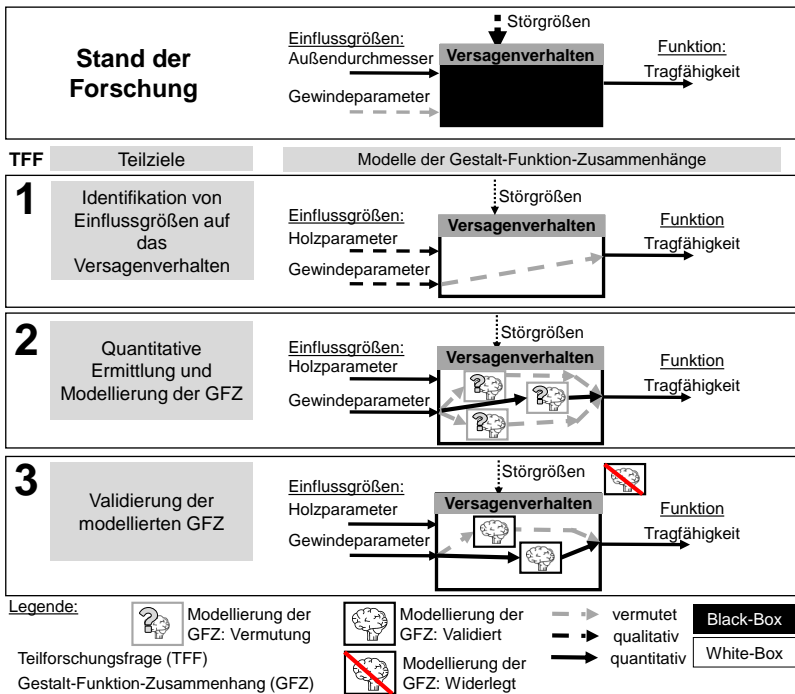 Stand der
Forschung
Störgrößen
Einflussgrößen:
Außendurchmesser
Gewindeparameter
Versagenverhalten
Funktion:
Tragfähigkeit
TFF
Teilziele
Modelle der Gestalt-Funktion-Zusammenhänge
1
Identifikation von
Einflussgrößen auf
das
Versagenverhalten
Störgrößen
Einflussgrößen:
Holzparameter
Gewindeparameter
Versagenverhalten
Funktion
Tragfähigkeit
2
Quantitative
Ermittlung und
Modellierung der GFZ
Störgrößen
Einflussgrößen:
Holzparameter
Gewindeparameter
Versagenverhalten
?
?
?
Funktion
Tragfähigkeit
3
Validierung der
modellierten GFZ
Störgrößen
Einflussgrößen:
Holzparameter
Gewindeparameter
Versagenverhalten
Funktion
Tragfähigkeit
Legende:
?
Modellierung der
GFZ: Vermutung
Modellierung der
GFZ: Validiert
vermutet
qualitativ
quantitativ
Black-Box
White-Box
Teilforschungsfrage (TFF)
Gestalt-Funktion-Zusammenhang (GFZ)
Modellierung der
GFZ: Widerlegt